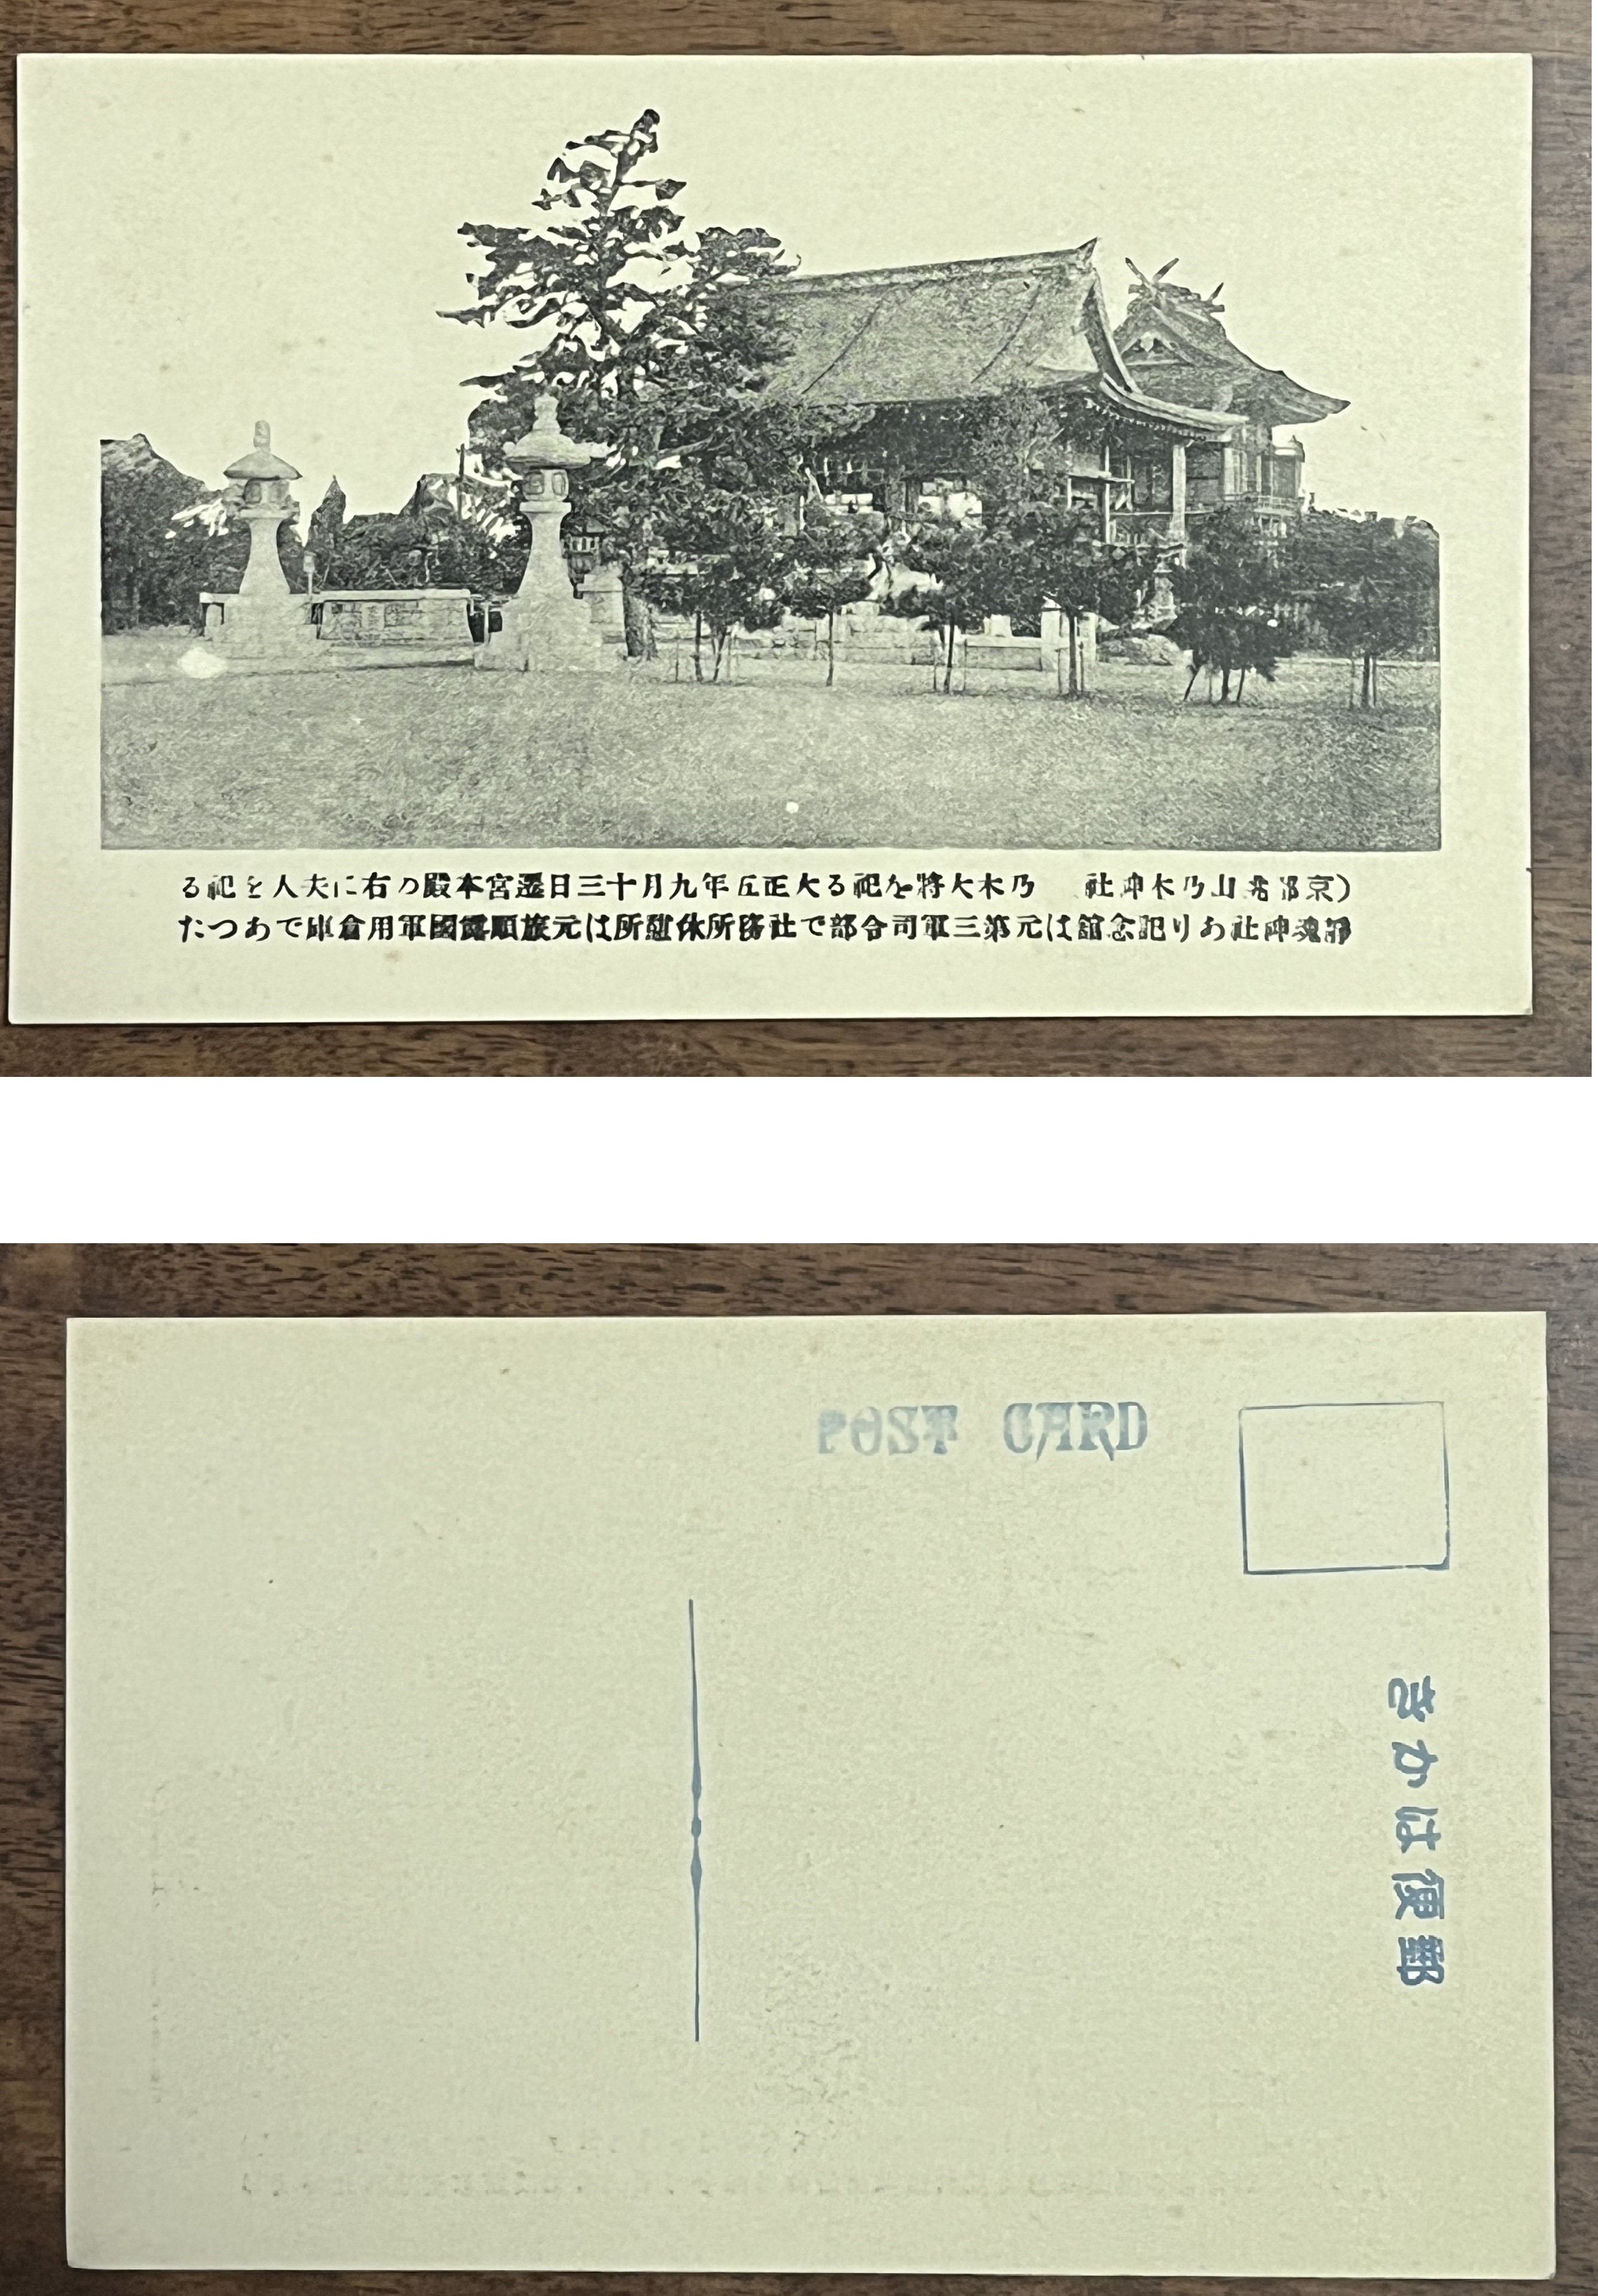 （京都桃山乃木神社　乃木大將を祀る大正五年九月十三日遷宮本殿の右に夫人を祀る
靜魂神社あり記念館は元第三軍司令部で社務所休憩所は元旅順露國軍用倉庫であつた
POST CARD
郵便はかき